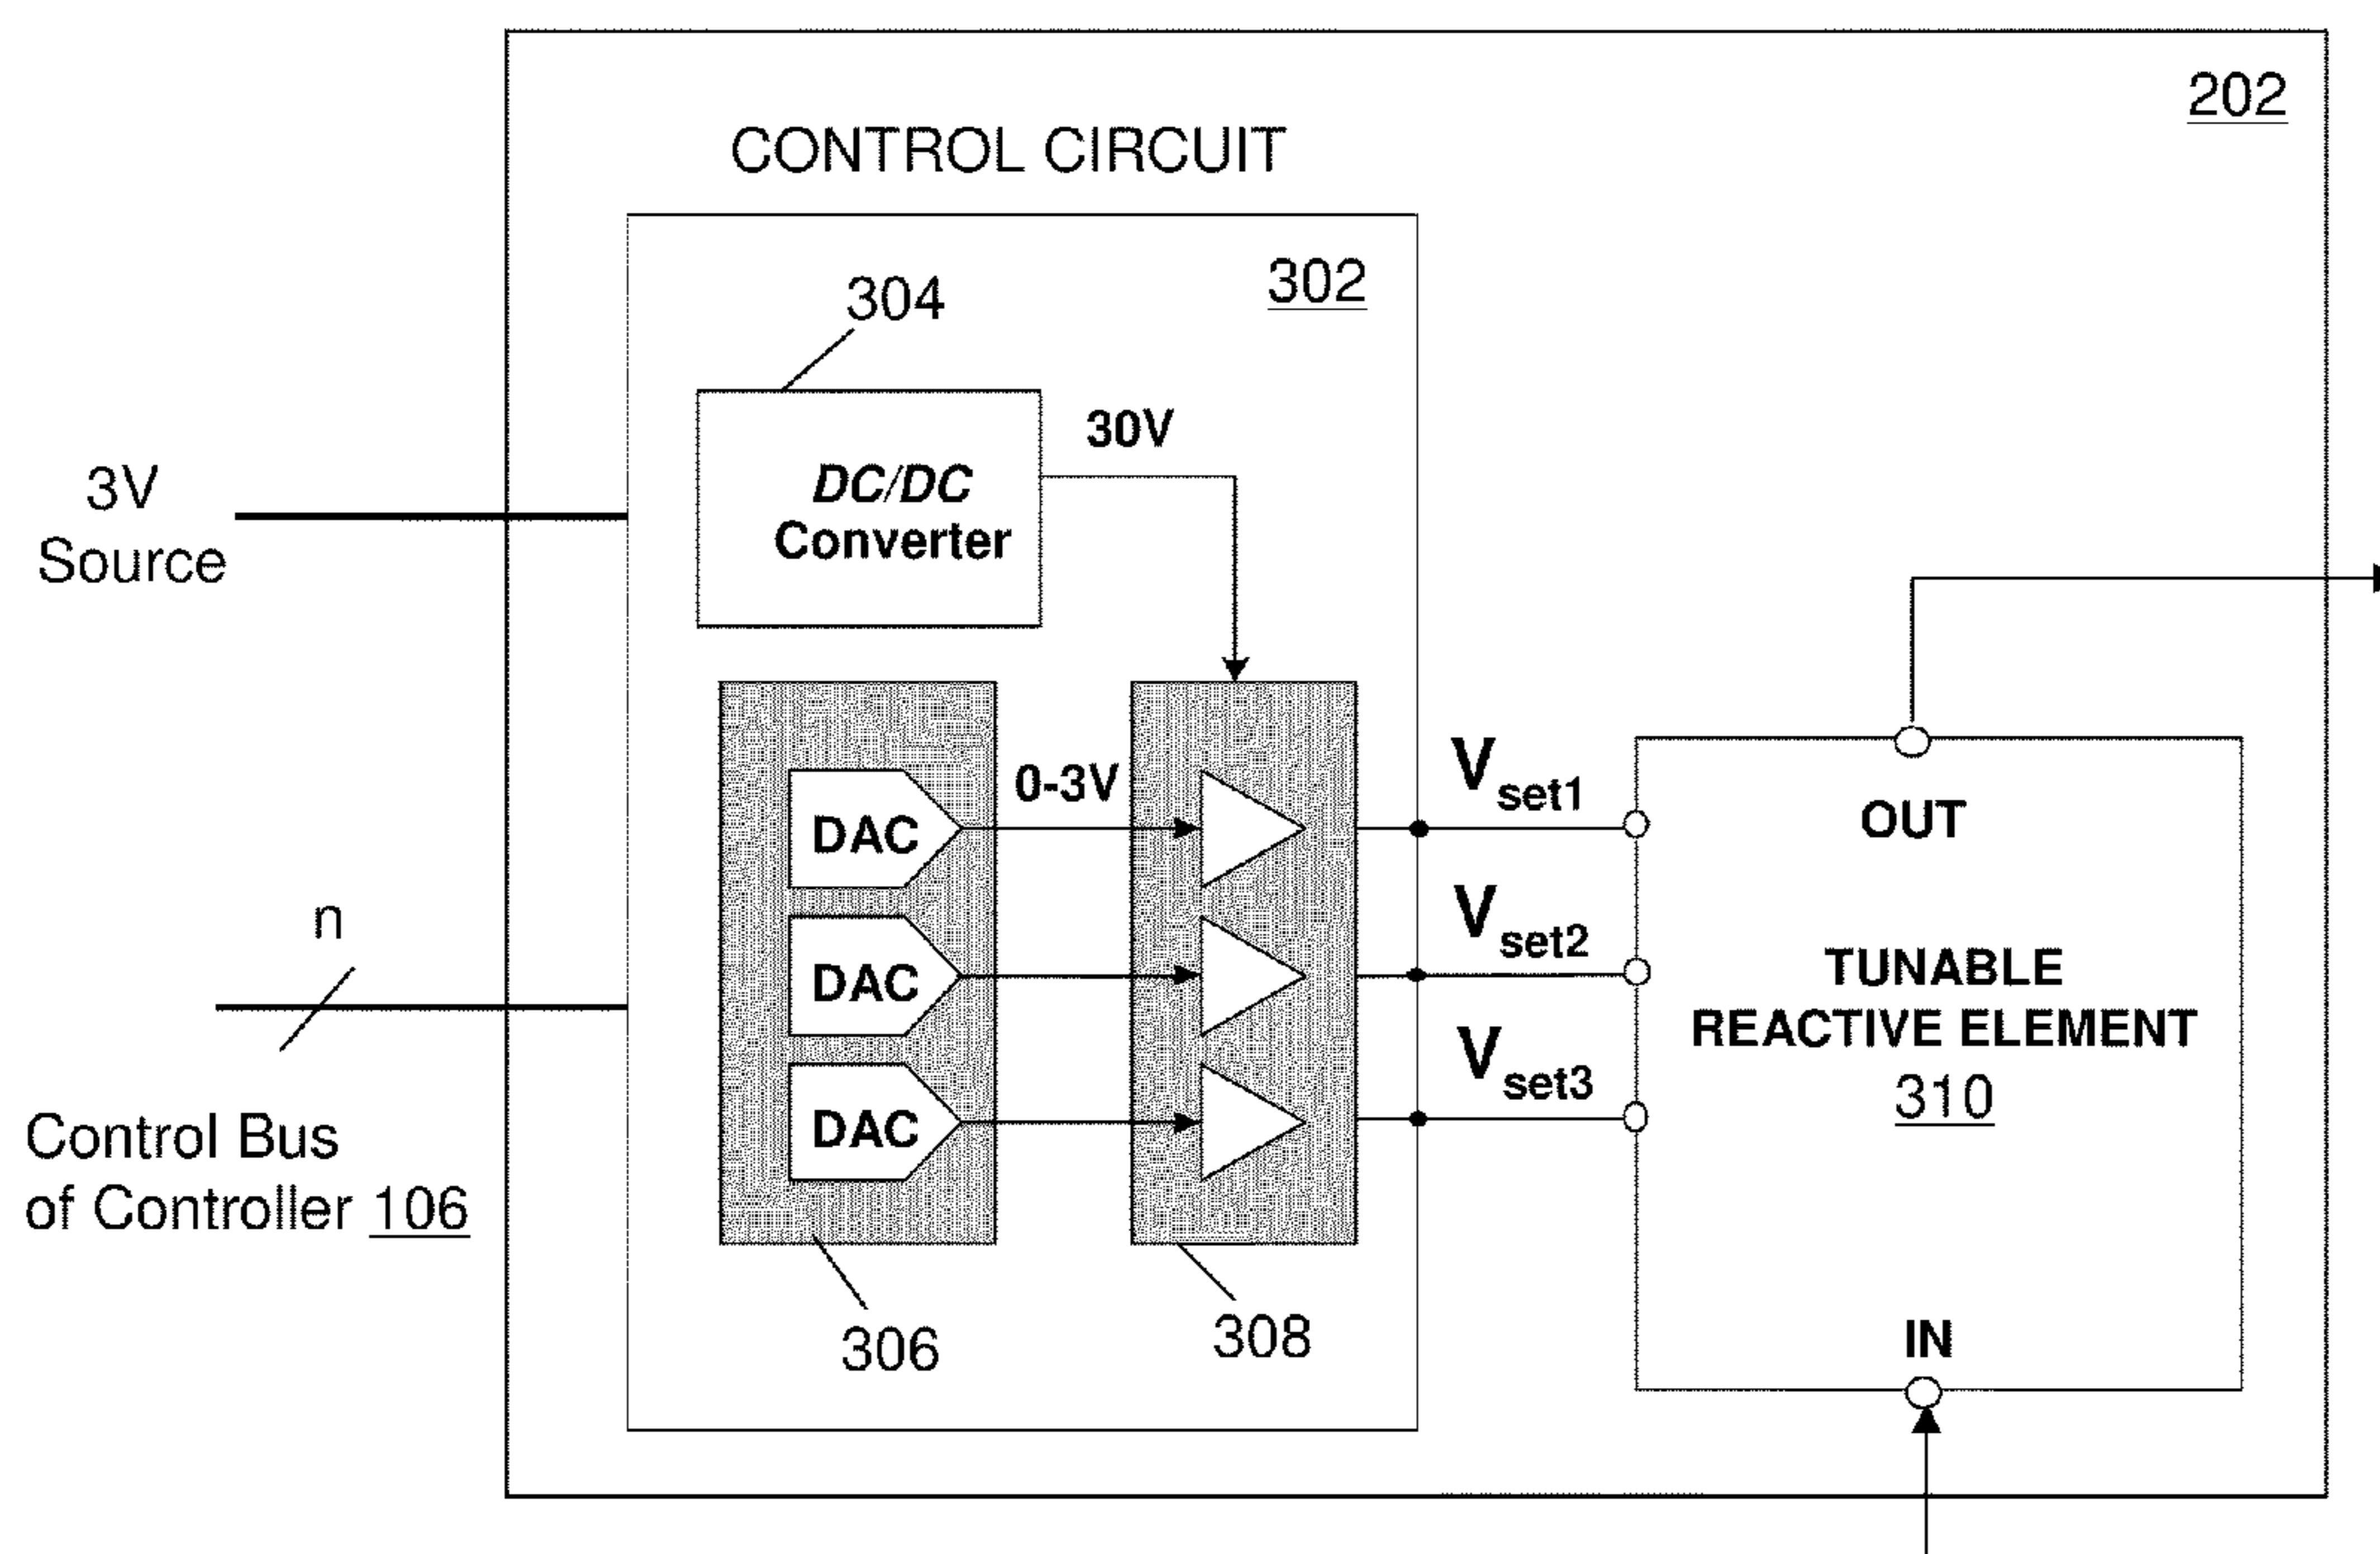 202
CONTROL CIRCUIT
302
304
30V
DC/DC
Converter
3V
Source
0-3V
DAC
DAC
DAC
Vset1
Vset2
Vset3
OUT
TUNABLE
REACTIVE ELEMENT
310
IN
n
Control Bus
of Controller 106
306
308